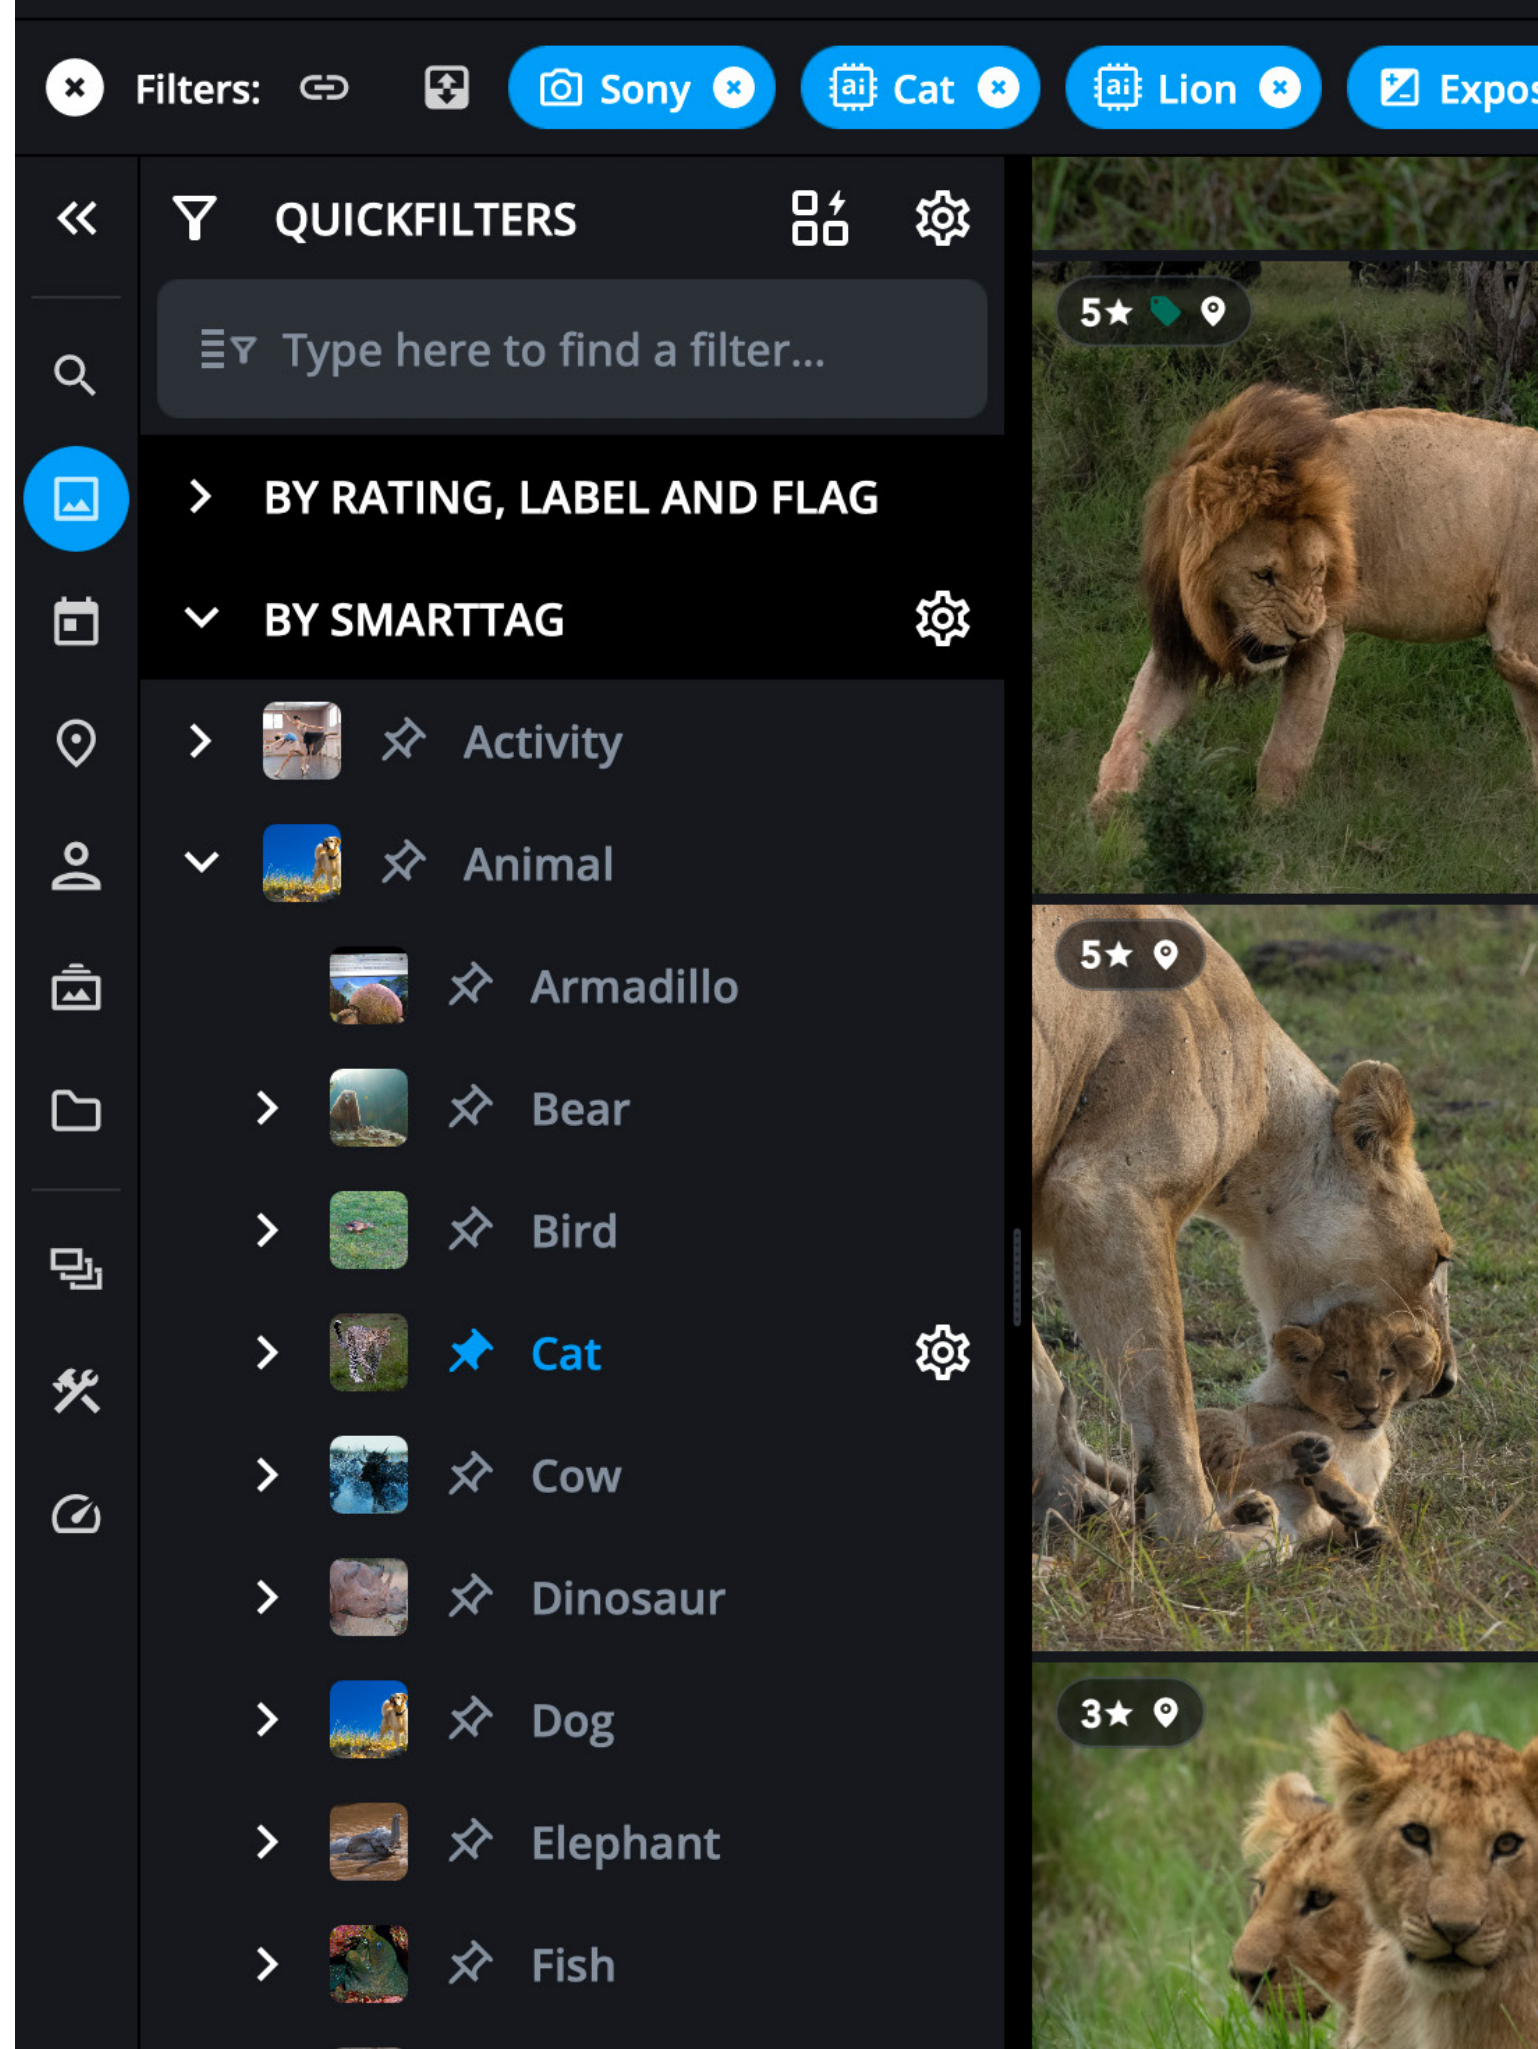 Filters: Sony Cat Lion
QUICKFILTERS
Type here to find a filter...
BY RATING, LABEL AND FLAG
BY SMARTTAG
Activity
Animal
Armadillo
Bear
Bird
Cat
Cow
Dinosaur
Dog
Elephant
Fish
5★
5★
3★